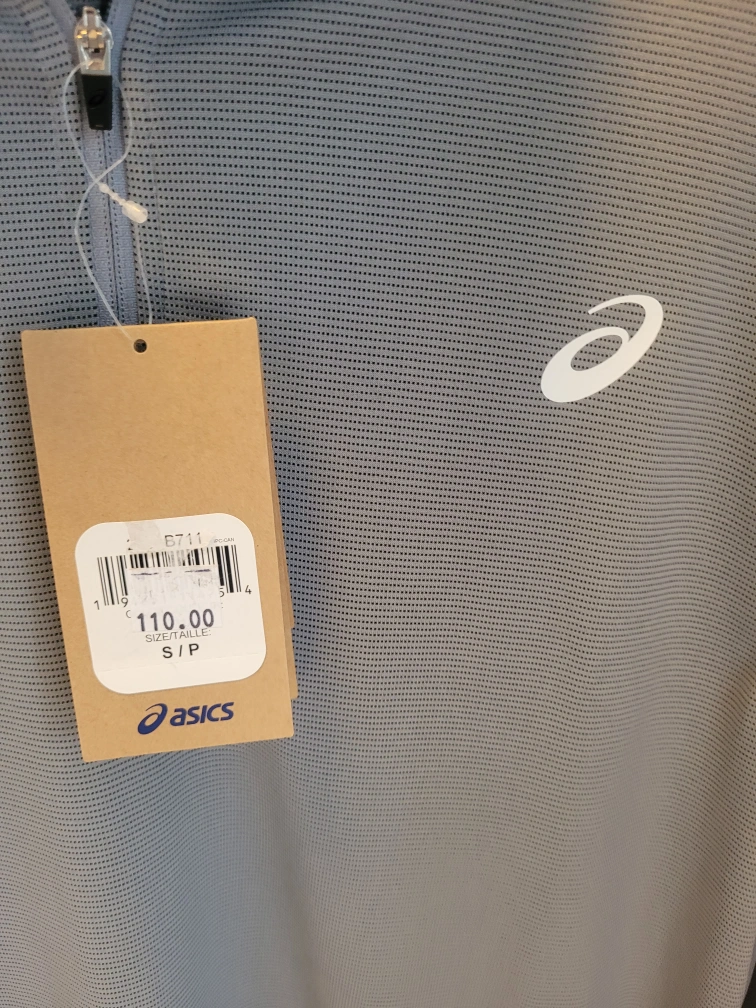 B711
110.00
SIZE/TAILLE:
S / P
asics